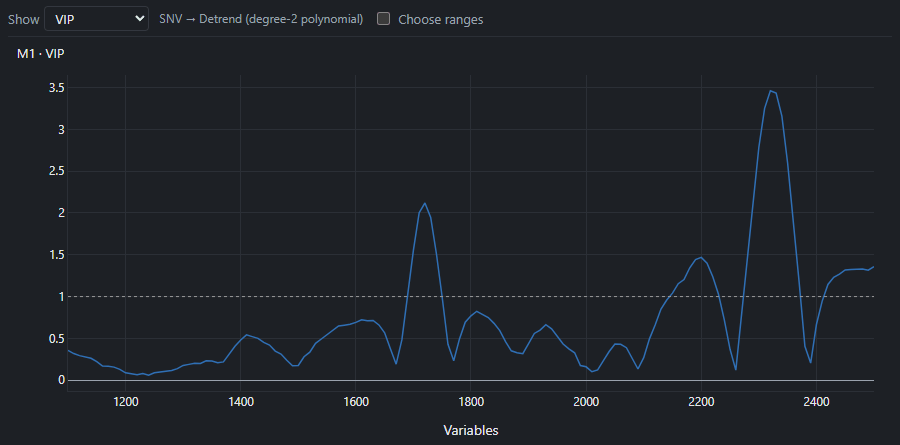 Show VIP SNV → Detrend (degree-2 polynomial) Choose ranges
M1 · VIP
3.5
3
2.5
2
1.5
1
0.5
0
1200 1400 1600 1800 2000 2200 2400
Variables